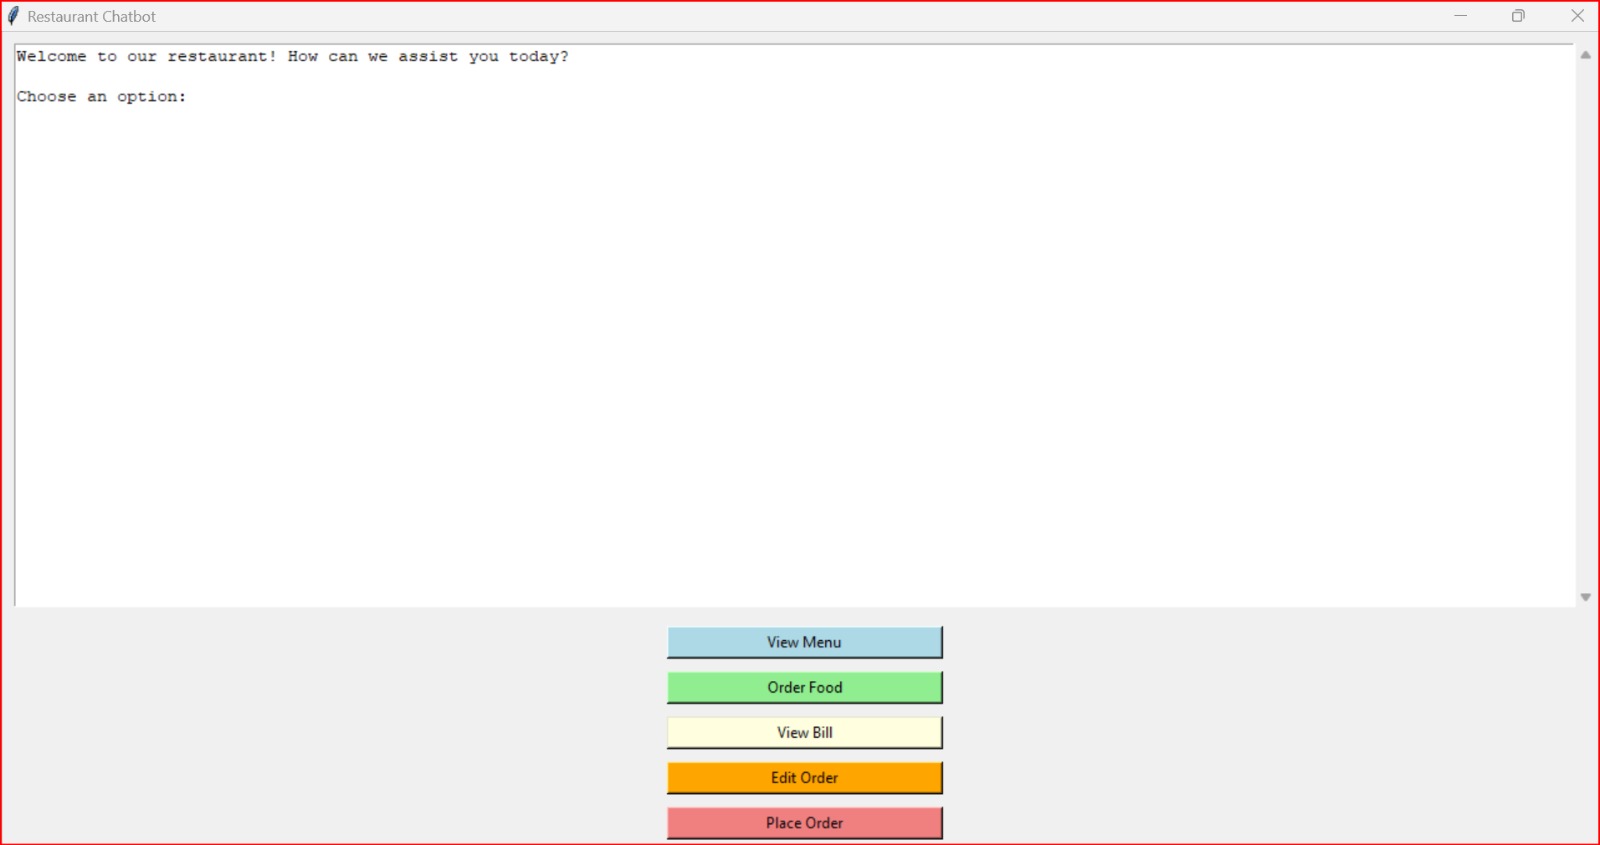 Restaurant Chatbot
Welcome to our restaurant! How can we assist you today?
Choose an option:
View Menu
Order Food
View Bill
Edit Order
Place Order